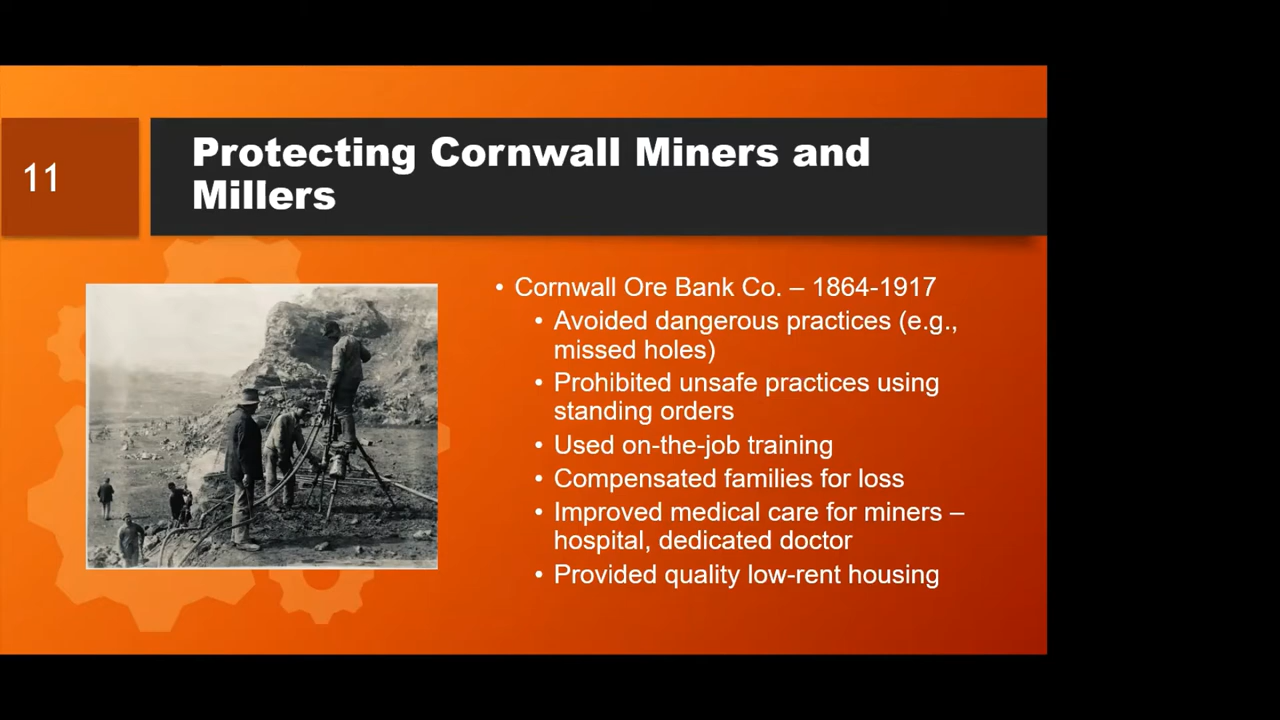 11
Protecting Cornwall Miners and
Millers
• Cornwall Ore Bank Co. – 1864-1917
• Avoided dangerous practices (e.g.,
missed holes)
• Prohibited unsafe practices using
standing orders
• Used on-the-job training
• Compensated families for loss
• Improved medical care for miners –
hospital, dedicated doctor
• Provided quality low-rent housing